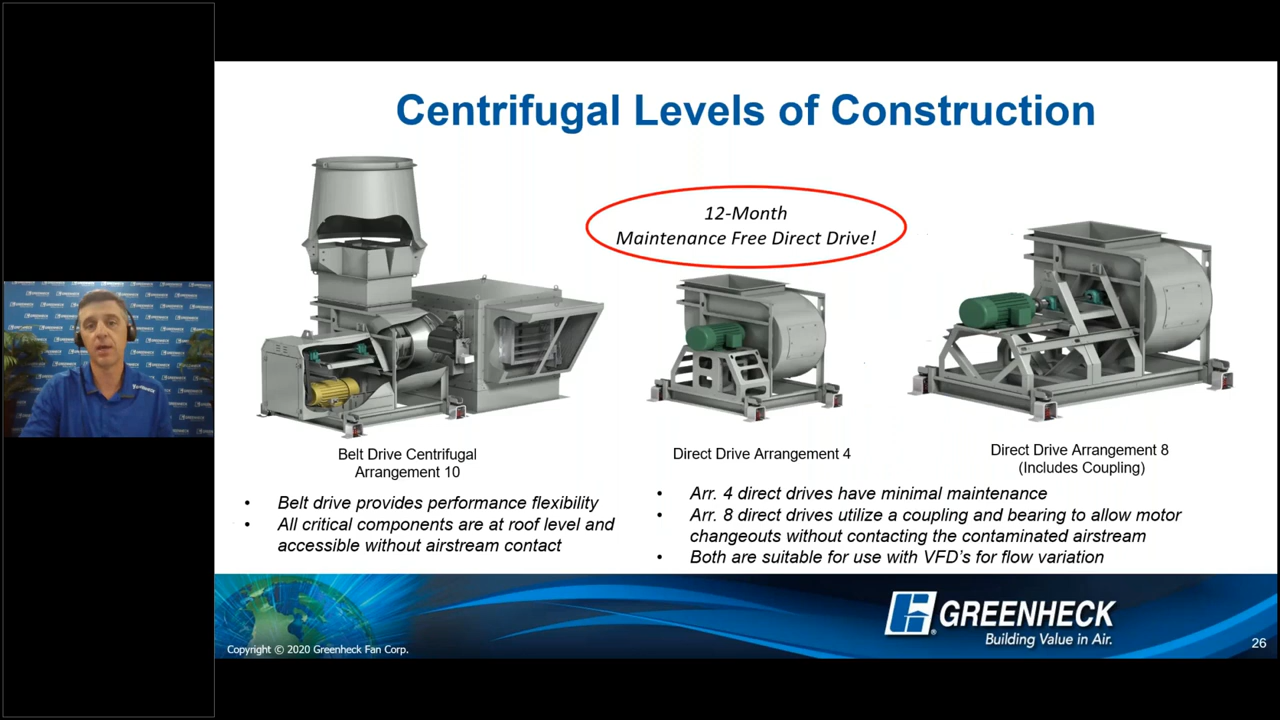 Centrifugal Levels of Construction
12-Month
Maintenance Free Direct Drive!
Belt Drive Centrifugal
Arrangement 10
Direct Drive Arrangement 4
Direct Drive Arrangement 8
(Includes Coupling)
• Belt drive provides performance flexibility
• All critical components are at roof level and
accessible without airstream contact
• Arr. 4 direct drives have minimal maintenance
• Arr. 8 direct drives utilize a coupling and bearing to allow motor
changeouts without contacting the contaminated airstream
• Both are suitable for use with VFD's for flow variation
GREENHECK
Building Value in Air.
Copyright © 2020 Greenheck Fan Corp.
26